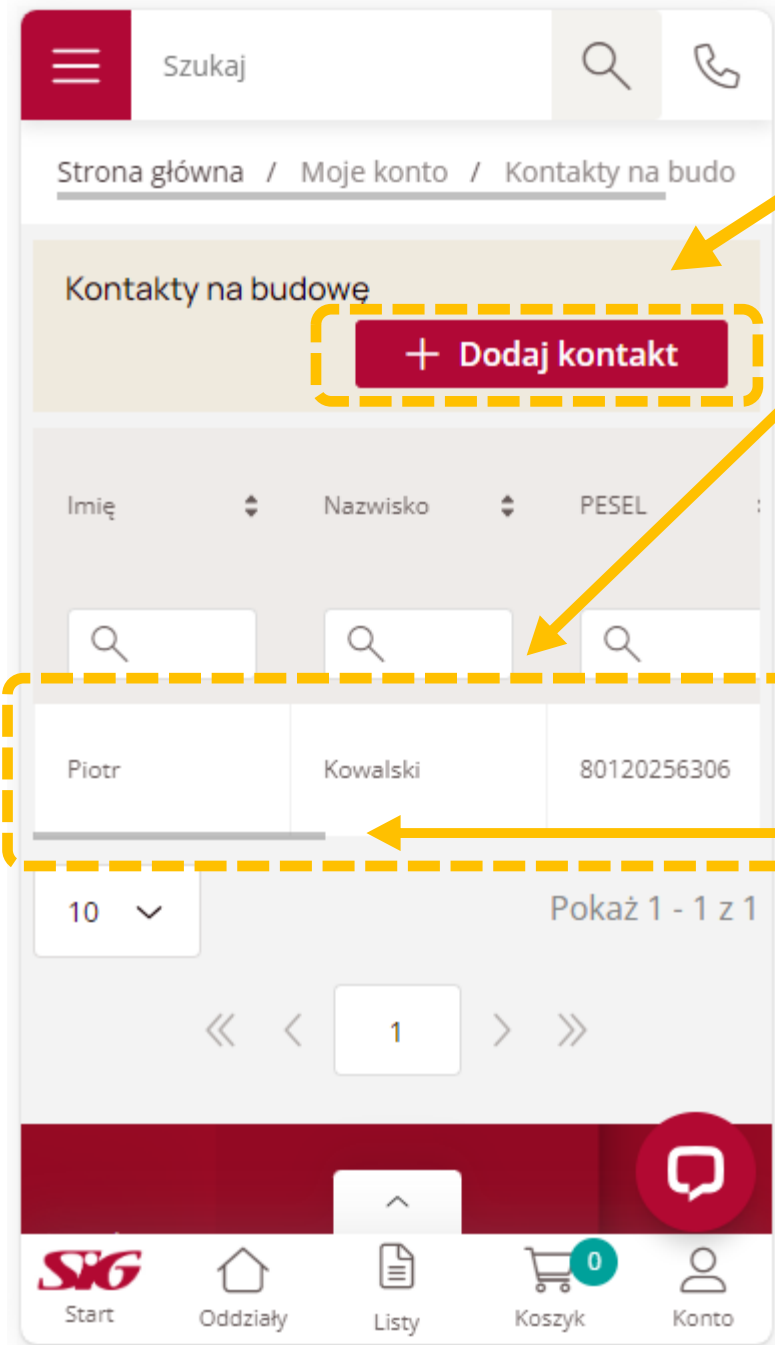 Szukaj
Strona główna / Moje konto / Kontakty na budo
Kontakty na budowę
+ Dodaj kontakt
Imię Nazwisko PESEL
Piotr Kowalski 80120256306
10 Pokaż 1 - 1 z 1
« < 1 > »
SIG 0
Start Oddziały Listy Koszyk Konto